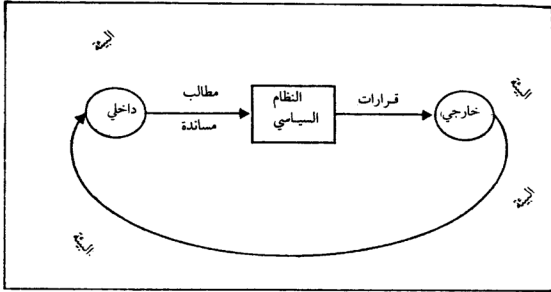 البيئة
البيئة
مطالب
النظام
قرارات
داخلي
السياسي
خارجي
مساندة
البيئة
البيئة